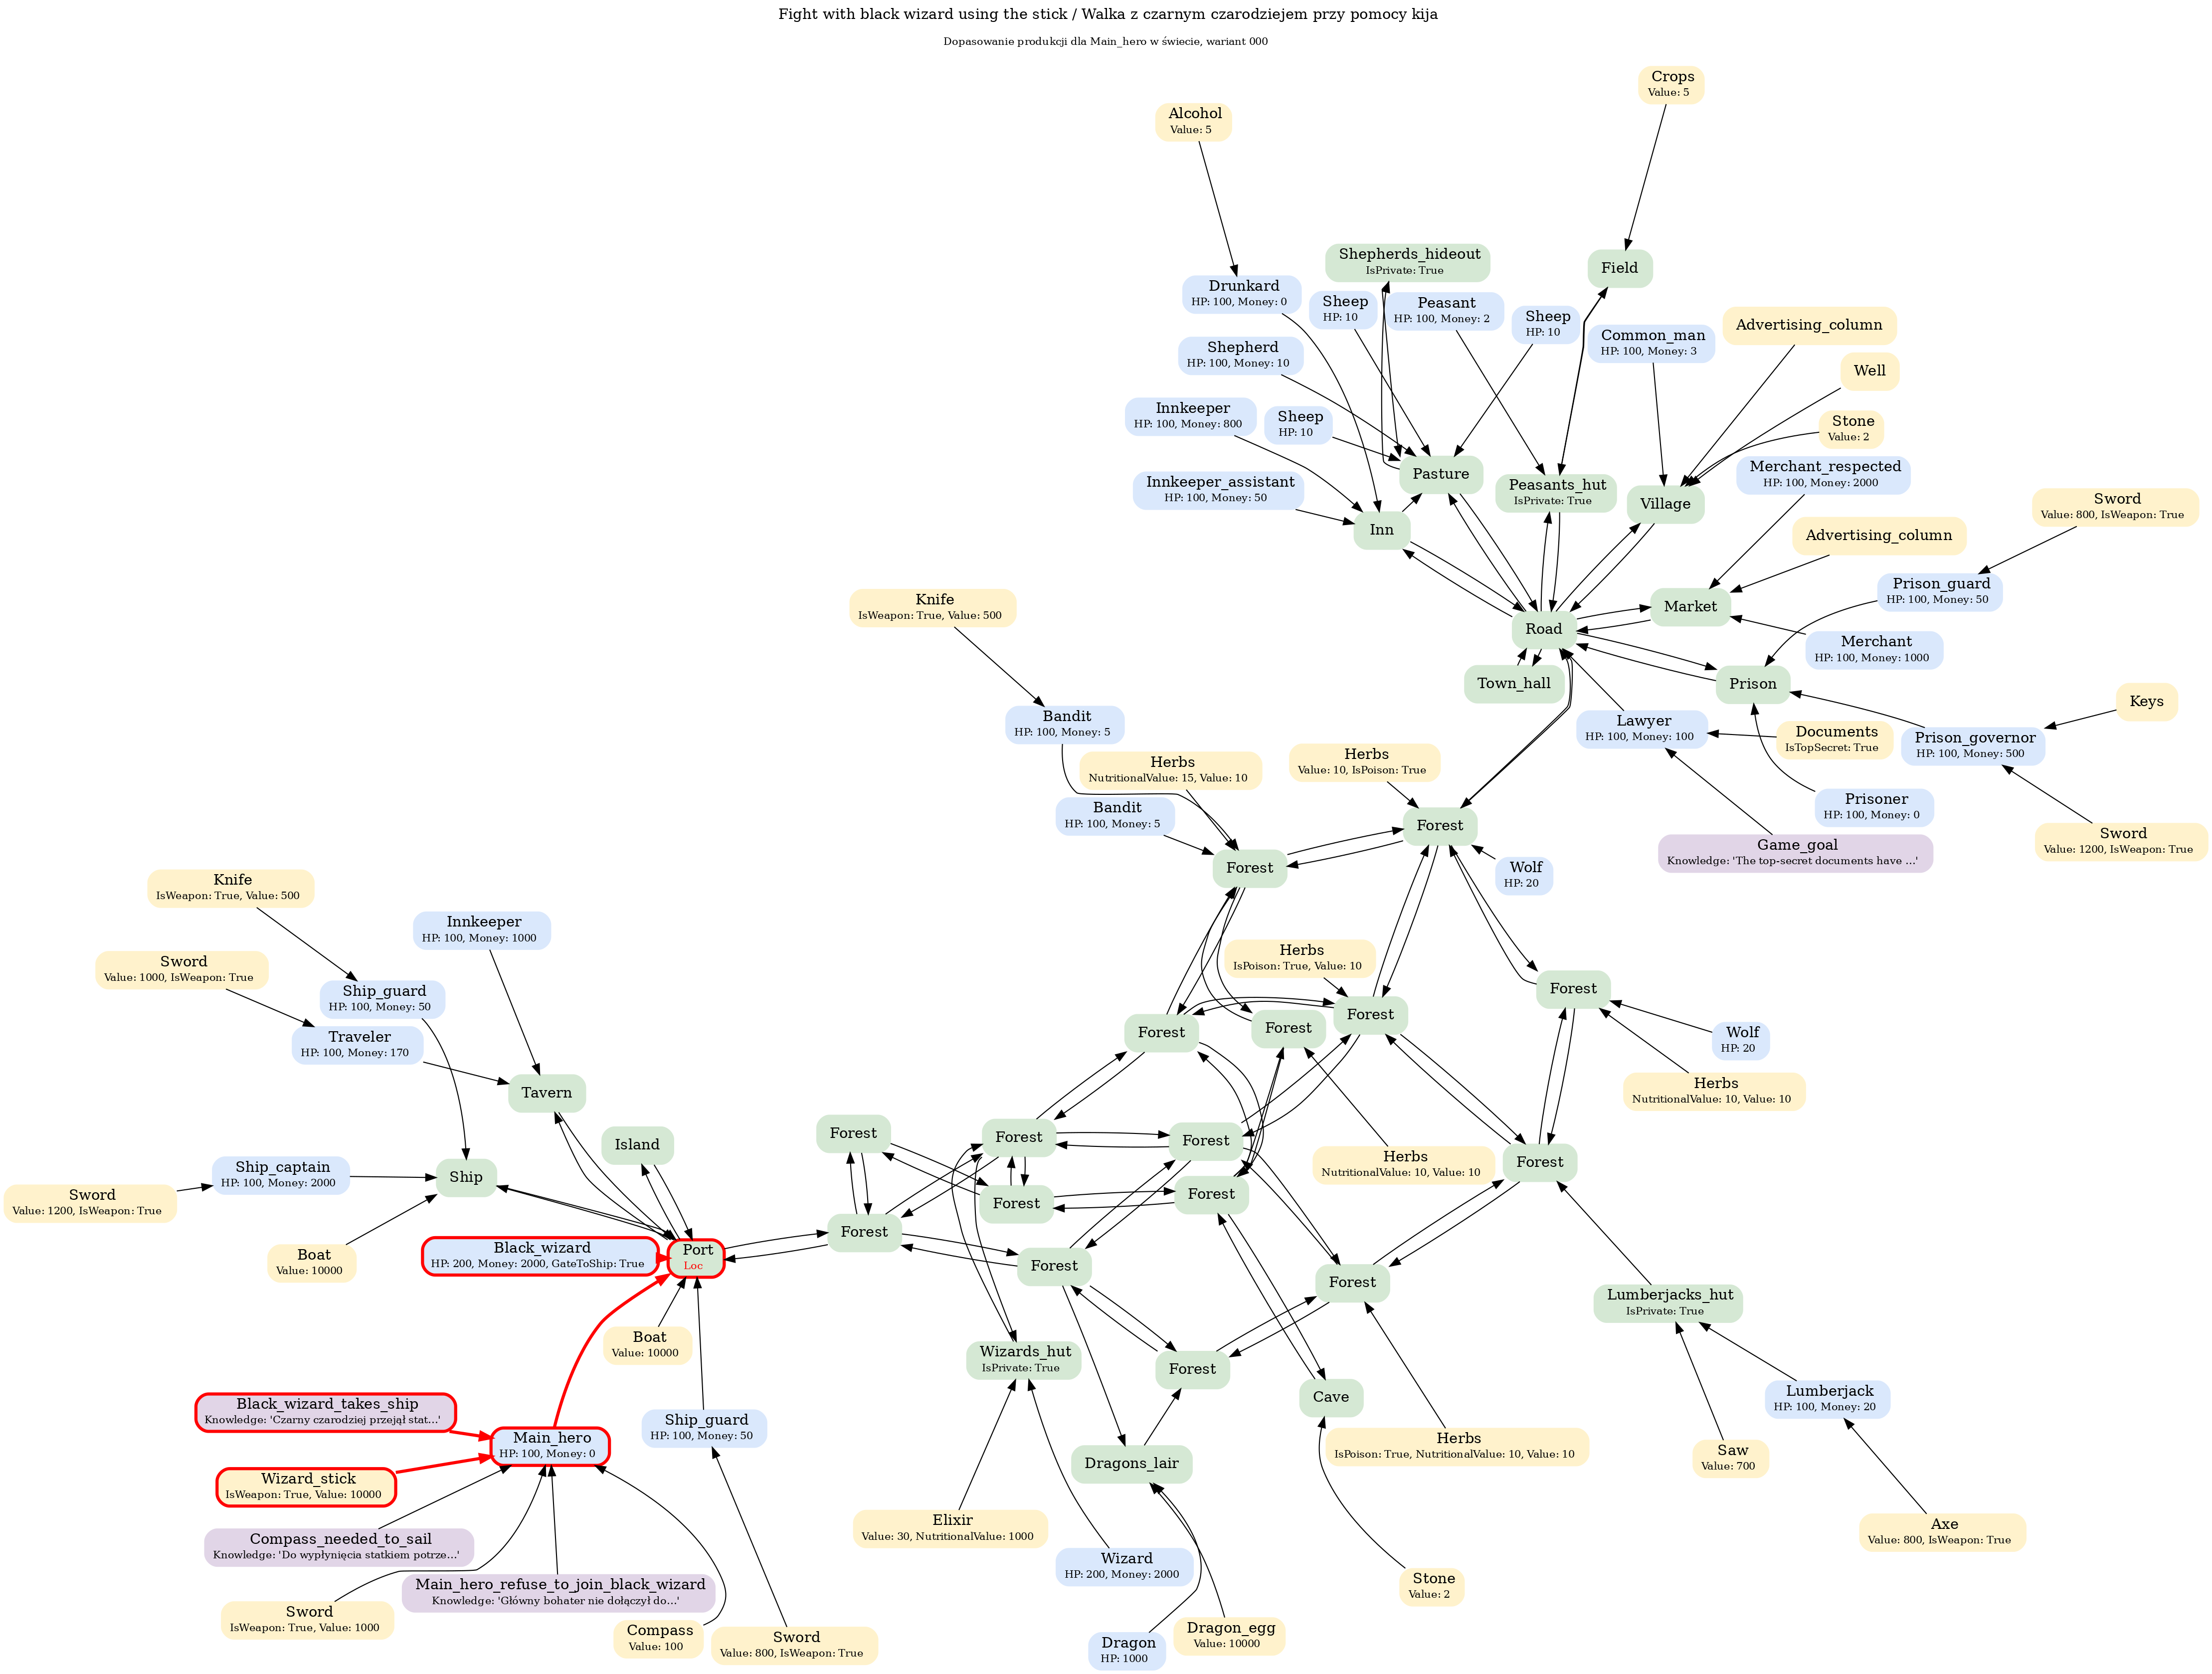 Fight with black wizard using the stick / Walka z czarnym czarodziejem przy pomocy kija
Dopasowanie produkcji dla Main_hero w świecie, wariant 000
Crops
Value: 5
Alcohol
Value: 5
Shepherds_hideout
IsPrivate: True
Field
Drunkard
HP: 100, Money: 0
Sheep
HP: 10
Peasant
HP: 100, Money: 2
Sheep
HP: 10
Common_man
HP: 100, Money: 3
Advertising_column
Shepherd
HP: 100, Money: 10
Well
Innkeeper
HP: 100, Money: 800
Sheep
HP: 10
Stone
Value: 2
Innkeeper_assistant
HP: 100, Money: 50
Pasture
Peasants_hut
IsPrivate: True
Village
Merchant_respected
HP: 100, Money: 2000
Sword
Value: 800, IsWeapon: True
Inn
Advertising_column
Knife
IsWeapon: True, Value: 500
Market
Prison_guard
HP: 100, Money: 50
Road
Merchant
HP: 100, Money: 1000
Town_hall
Prison
Keys
Bandit
HP: 100, Money: 5
Lawyer
HP: 100, Money: 100
Documents
IsTopSecret: True
Prison_governor
HP: 100, Money: 500
Herbs
NutritionalValue: 15, Value: 10
Herbs
Value: 10, IsPoison: True
Bandit
HP: 100, Money: 5
Prisoner
HP: 100, Money: 0
Forest
Game_goal
Knowledge: 'The top-secret documents have ...'
Sword
Value: 1200, IsWeapon: True
Forest
Wolf
HP: 20
Knife
IsWeapon: True, Value: 500
Innkeeper
HP: 100, Money: 1000
Sword
Value: 1000, IsWeapon: True
Herbs
IsPoison: True, Value: 10
Ship_guard
HP: 100, Money: 50
Forest
Traveler
HP: 100, Money: 170
Forest
Forest
Forest
Wolf
HP: 20
Tavern
Herbs
NutritionalValue: 10, Value: 10
Island
Forest
Forest
Forest
Herbs
NutritionalValue: 10, Value: 10
Forest
Ship_captain
HP: 100, Money: 2000
Ship
Sword
Value: 1200, IsWeapon: True
Forest
Forest
Forest
Black_wizard
HP: 200, Money: 2000, GateToShip: True
Port
Loc
Boat
Value: 10000
Forest
Forest
Lumberjacks_hut
IsPrivate: True
Boat
Value: 10000
Wizards_hut
IsPrivate: True
Forest
Cave
Lumberjack
HP: 100, Money: 20
Black_wizard_takes_ship
Knowledge: 'Czarny czarodziej przejął stat...'
Ship_guard
HP: 100, Money: 50
Main_hero
HP: 100, Money: 0
Herbs
IsPoison: True, NutritionalValue: 10, Value: 10
Saw
Value: 700
Dragons_lair
Wizard_stick
IsWeapon: True, Value: 10000
Elixir
Value: 30, NutritionalValue: 1000
Axe
Value: 800, IsWeapon: True
Compass_needed_to_sail
Knowledge: 'Do wypłynięcia statkiem potrze...'
Wizard
HP: 200, Money: 2000
Stone
Value: 2
Main_hero_refuse_to_join_black_wizard
Knowledge: 'Główny bohater nie dołączył do...'
Sword
IsWeapon: True, Value: 1000
Compass
Value: 100
Sword
Value: 800, IsWeapon: True
Dragon
HP: 1000
Dragon_egg
Value: 10000